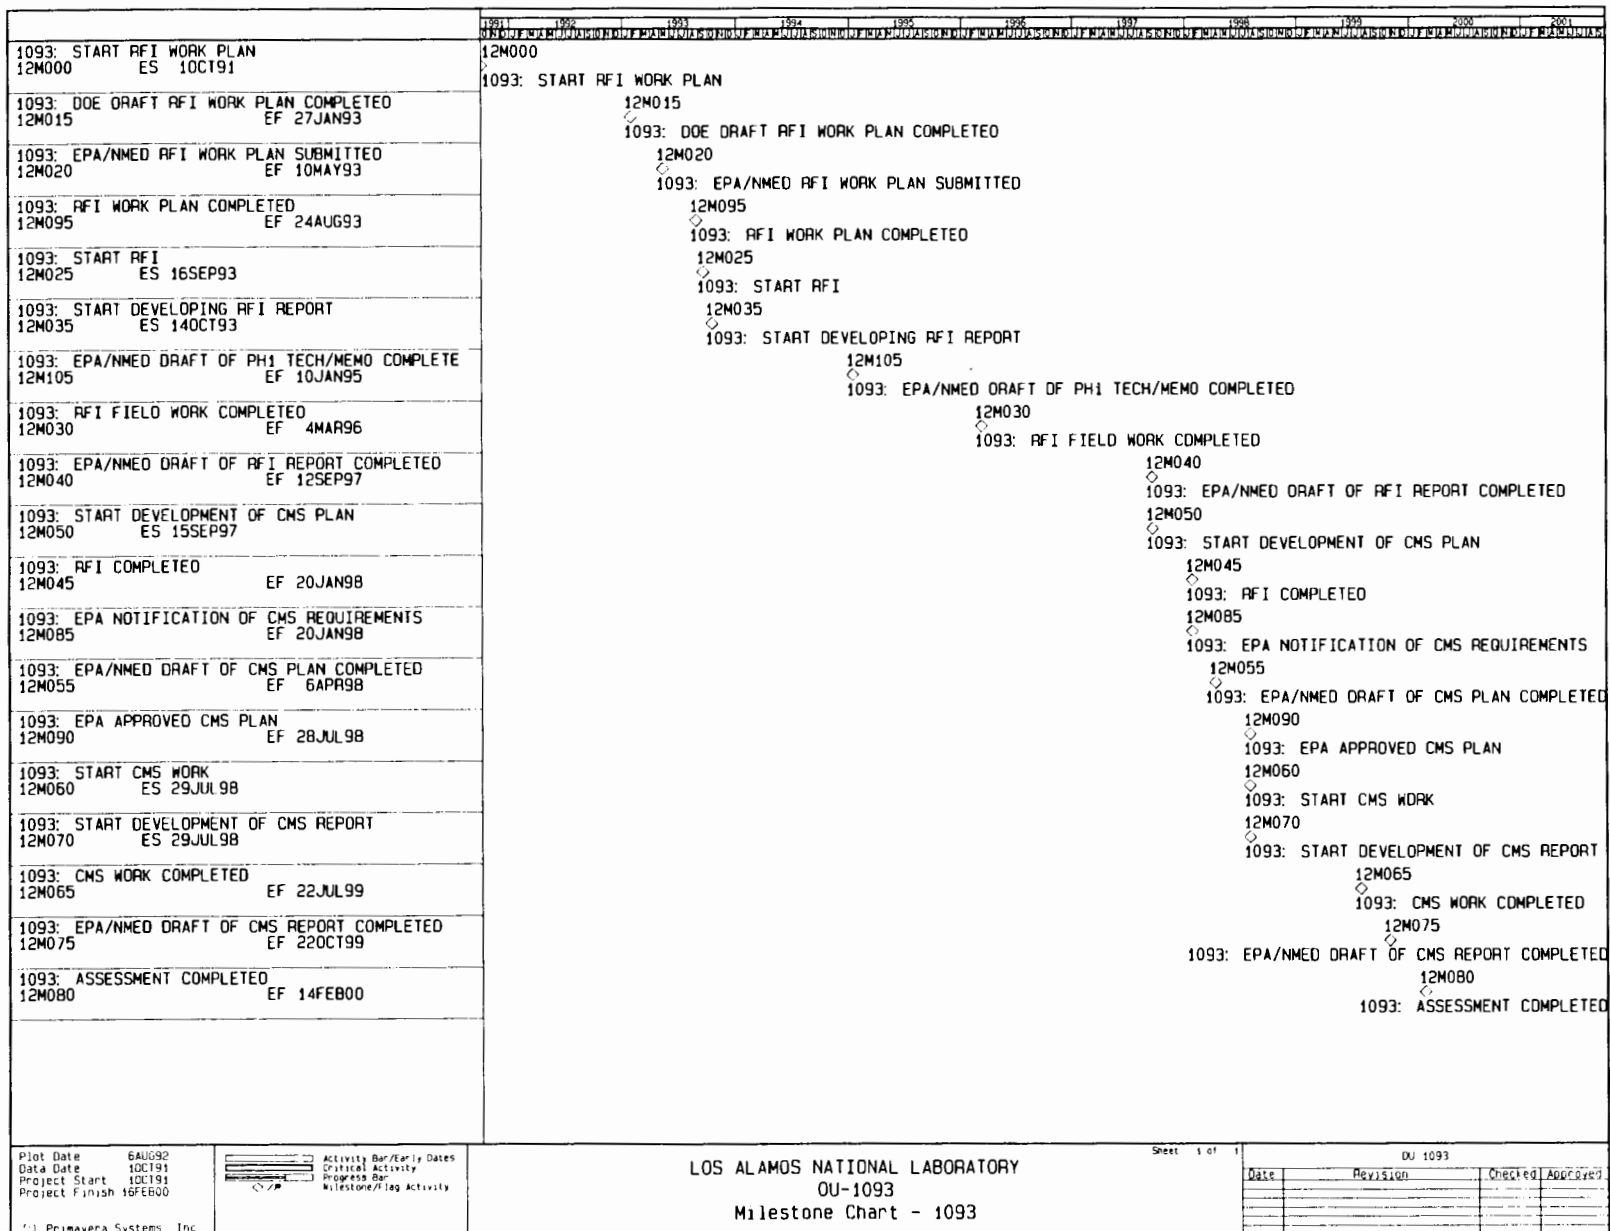 1991 1992 1993 1994 1995 1996 1997 1998 1999 2000 2001
1093: START RFI WORK PLAN
12M000 ES 1OCT91
12M000
1093: START RFI WORK PLAN
1093: DOE DRAFT RFI WORK PLAN COMPLETED
12M015 EF 27JAN93
12M015
1093: DOE DRAFT RFI WORK PLAN COMPLETED
1093: EPA/NMED RFI WORK PLAN SUBMITTED
12M020 EF 10MAY93
12M020
1093: EPA/NMED RFI WORK PLAN SUBMITTED
1093: RFI WORK PLAN COMPLETED
12M095 EF 24AUG93
12M095
1093: RFI WORK PLAN COMPLETED
1093: START RFI
12M025 ES 16SEP93
12M025
1093: START RFI
1093: START DEVELOPING RFI REPORT
12M035 ES 14OCT93
12M035
1093: START DEVELOPING RFI REPORT
1093: EPA/NMED DRAFT OF PH1 TECH/MEMO COMPLETE
12M105 EF 10JAN95
12M105
1093: EPA/NMED DRAFT OF PH1 TECH/MEMO COMPLETED
1093: RFI FIELD WORK COMPLETED
12M030 EF 4MAR96
12M030
1093: RFI FIELD WORK COMPLETED
1093: EPA/NMED DRAFT OF RFI REPORT COMPLETED
12M040 EF 12SEP97
12M040
1093: EPA/NMED DRAFT OF RFI REPORT COMPLETED
1093: START DEVELOPMENT OF CMS PLAN
12M050 ES 15SEP97
12M050
1093: START DEVELOPMENT OF CMS PLAN
1093: RFI COMPLETED
12M045 EF 20JAN98
12M045
1093: RFI COMPLETED
1093: EPA NOTIFICATION OF CMS REQUIREMENTS
12M085 EF 20JAN98
12M085
1093: EPA NOTIFICATION OF CMS REQUIREMENTS
1093: EPA/NMED DRAFT OF CMS PLAN COMPLETED
12M055 EF 6APR98
12M055
1093: EPA/NMED DRAFT OF CMS PLAN COMPLETED
1093: EPA APPROVED CMS PLAN
12M090 EF 28JUL98
12M090
1093: EPA APPROVED CMS PLAN
1093: START CMS WORK
12M060 ES 29JUL98
12M060
1093: START CMS WORK
1093: START DEVELOPMENT OF CMS REPORT
12M070 ES 29JUL98
12M070
1093: START DEVELOPMENT OF CMS REPORT
1093: CMS WORK COMPLETED
12M065 EF 22JUL99
12M065
1093: CMS WORK COMPLETED
1093: EPA/NMED DRAFT OF CMS REPORT COMPLETED
12M075 EF 22OCT99
12M075
1093: EPA/NMED DRAFT OF CMS REPORT COMPLETED
1093: ASSESSMENT COMPLETED
12M080 EF 14FEB00
12M080
1093: ASSESSMENT COMPLETED
Plot Date 6AUG92
Data Date 1OCT91
Project Start 1OCT91
Project Finish 16FEB00
Primavera Systems, Inc
Activity Bar/Early Dates
Critical Activity
Progress Bar
Milestone/Flag Activity
LOS ALAMOS NATIONAL LABORATORY
OU-1093
Milestone Chart - 1093
Sheet 1 of 1
OU 1093
Date Revision Checked Approved